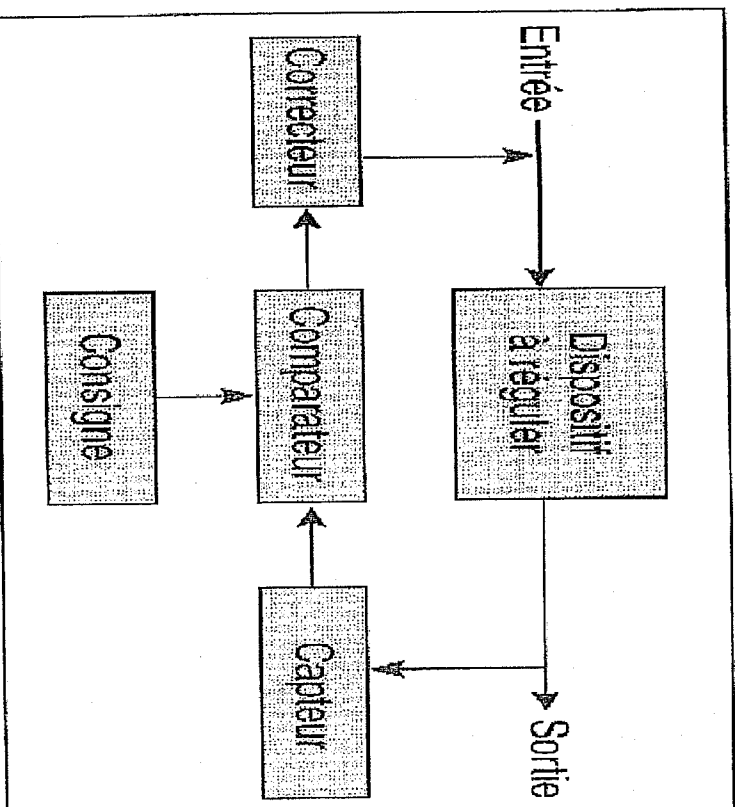 Entrée
Dispositif
à réguler
Sortie
Correcteur
Comparateur
Capteur
Consigne